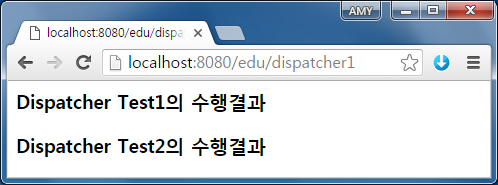 AMY
localhost:8080/edu/dispa
localhost:8080/edu/dispatcher1
Dispatcher Test1의 수행결과
Dispatcher Test2의 수행결과